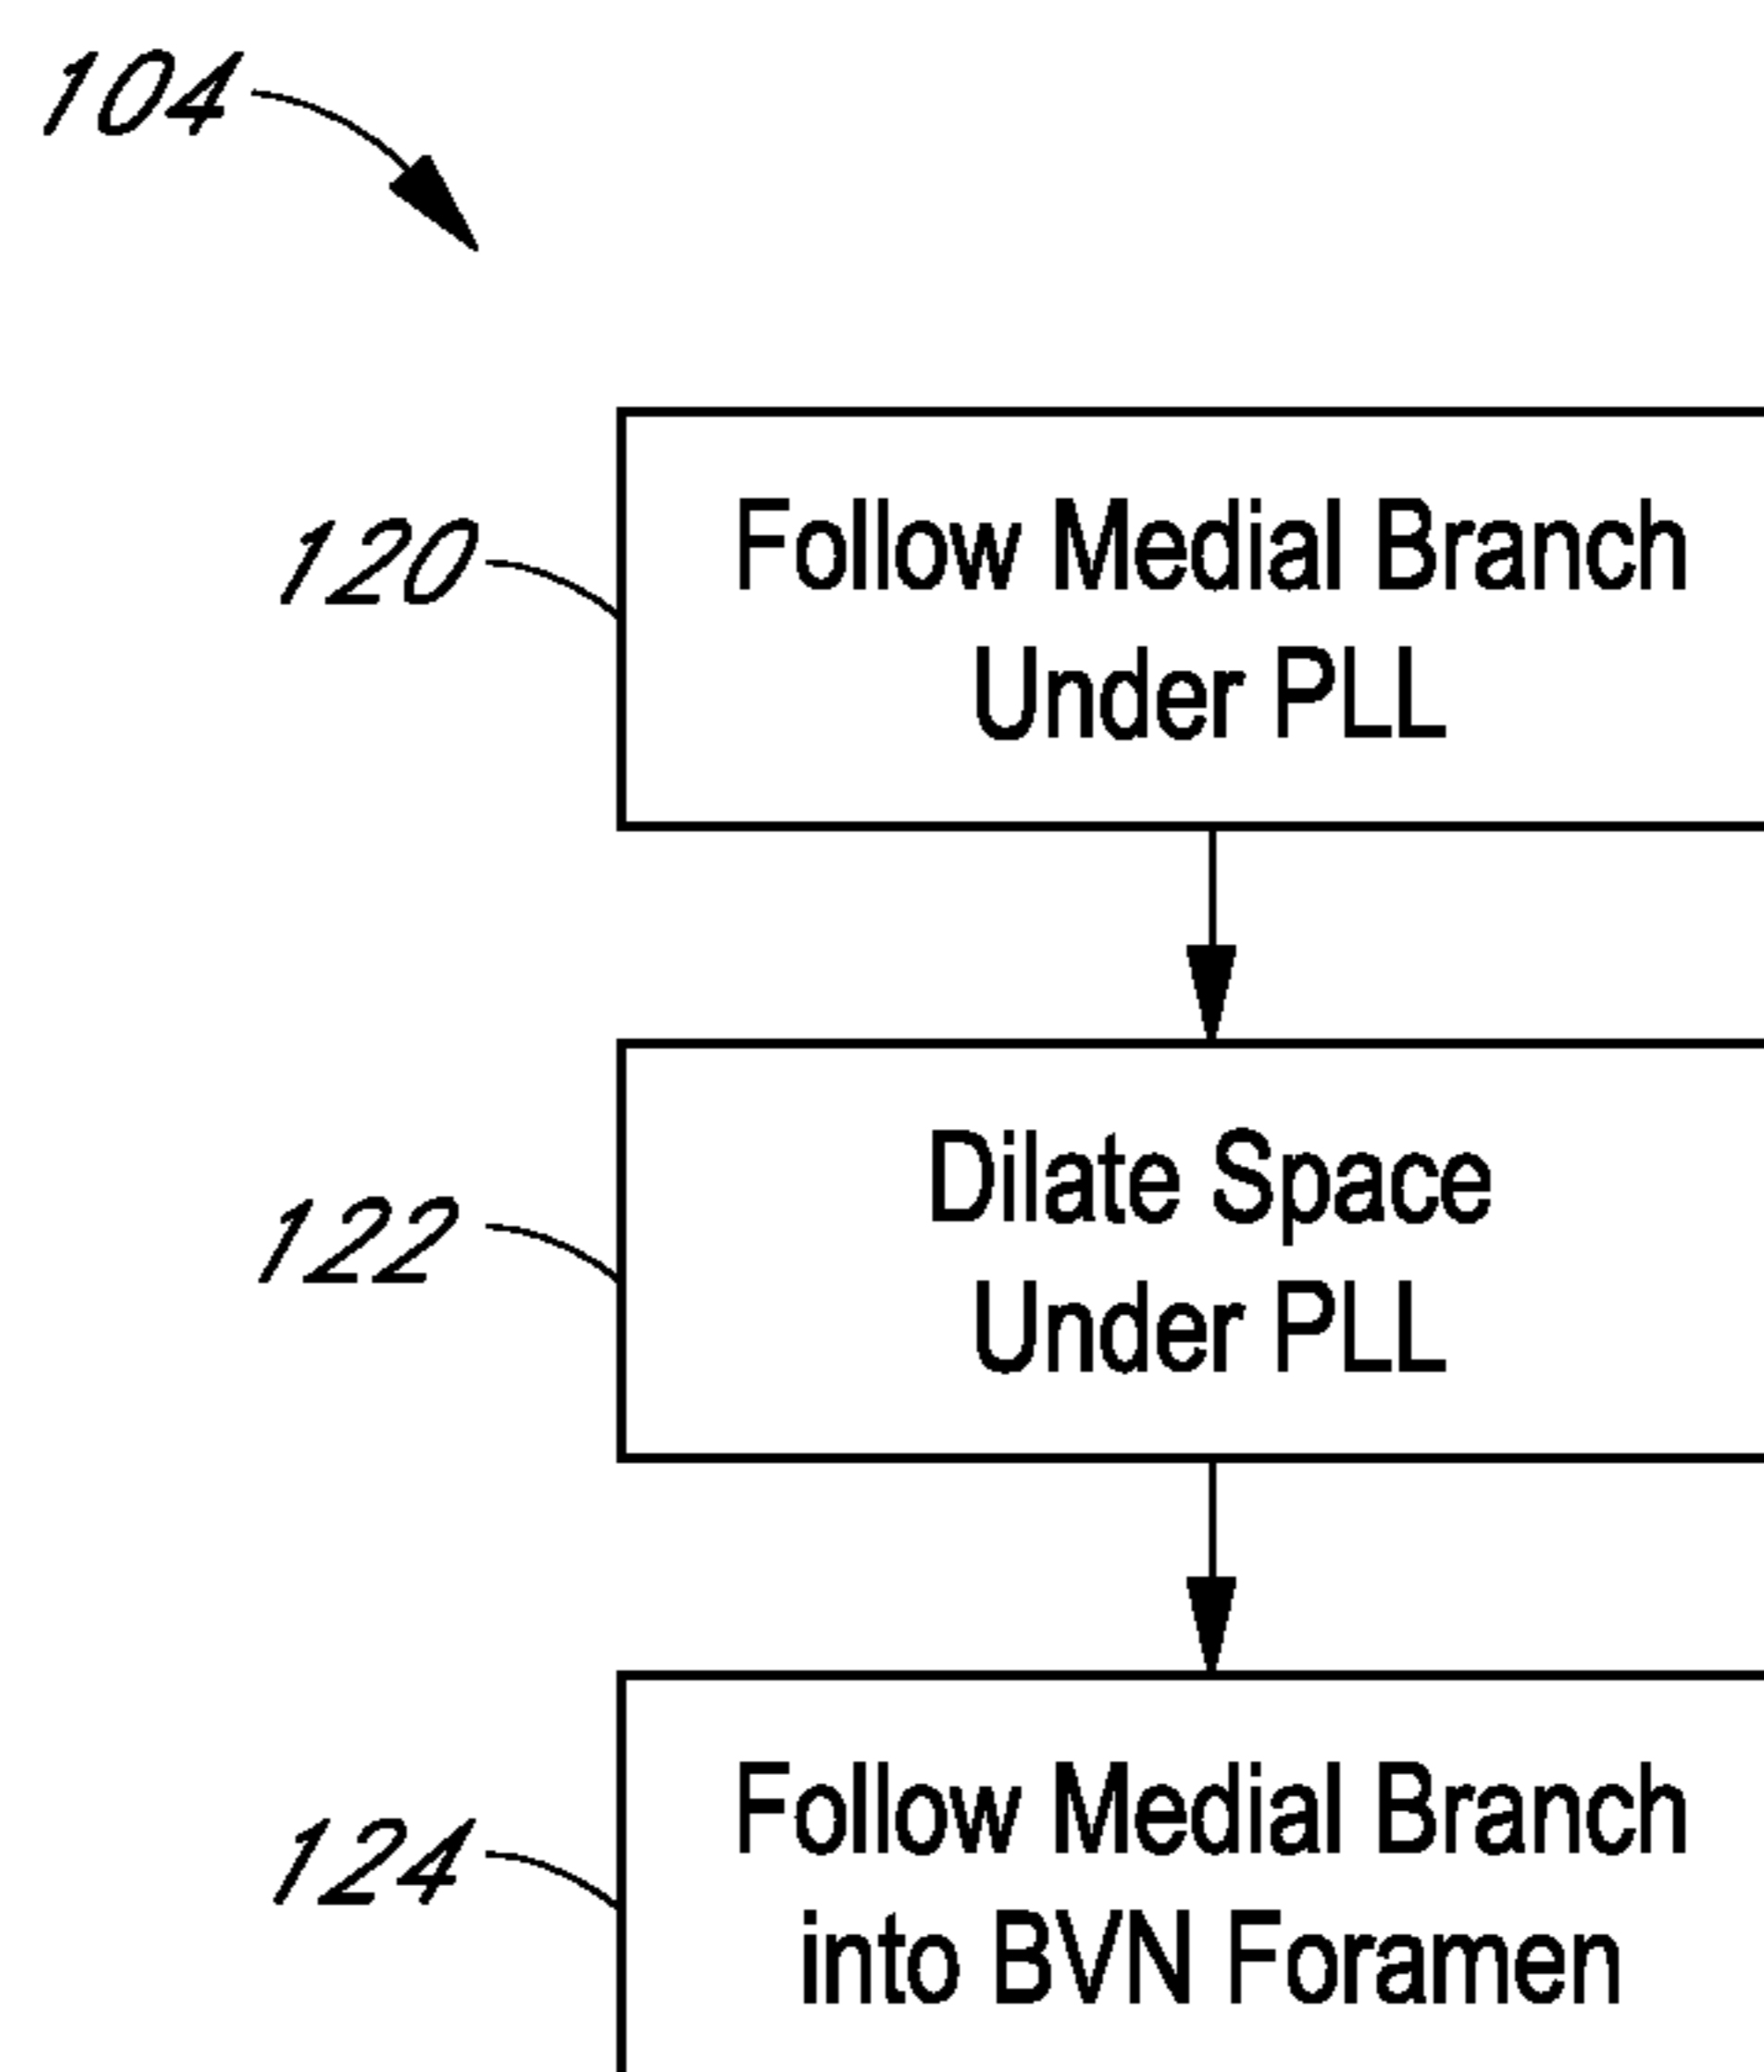 104
120
Follow Medial Branch
Under PLL
122
Dilate Space
Under PLL
124
Follow Medial Branch
into BVN Foramen